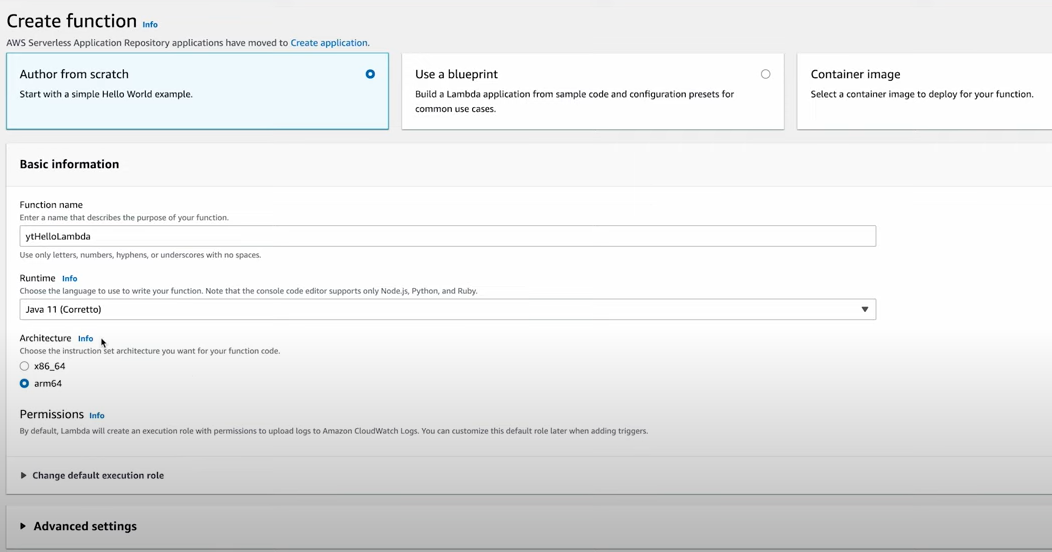 Create function Info
AWS Serverless Application Repository applications have moved to Create application.
Author from scratch
Start with a simple Hello World example.
Use a blueprint
Build a Lambda application from sample code and configuration presets for
common use cases.
Container image
Select a container image to deploy for your function.
Basic information
Function name
Enter a name that describes the purpose of your function.
ytHelloLambda
Use only letters, numbers, hyphens, or underscores with no spaces.
Runtime Info
Choose the language to use to write your function. Note that the console code editor supports only Node.js, Python, and Ruby.
Java 11 (Corretto)
Architecture Info
Choose the instruction set architecture you want for your function code.
x86_64
arm64
Permissions Info
By default, Lambda will create an execution role with permissions to upload logs to Amazon CloudWatch Logs. You can customize this default role later when adding triggers.
Change default execution role
Advanced settings